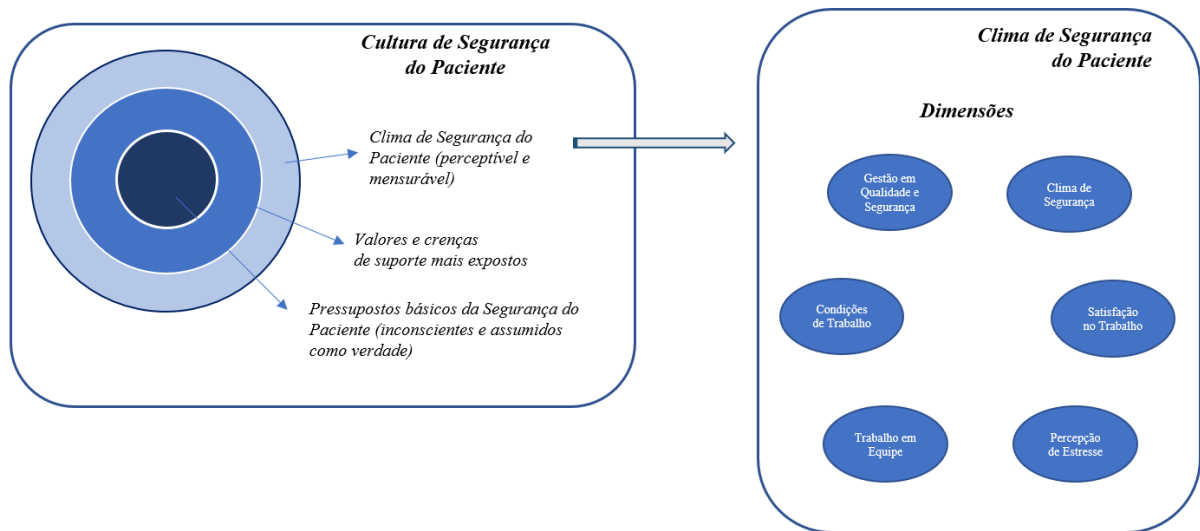 Cultura de Segurança
do Paciente
Clima de Segurança do
Paciente (perceptível e
mensurável)
Valores e crenças
de suporte mais expostos
Pressupostos básicos da Segurança do
Paciente (inconscientes e assumidos
como verdade)
Clima de Segurança
do Paciente
Dimensões
Gestão em
Qualidade e
Segurança
Clima de
Segurança
Condições
de Trabalho
Satisfação
no Trabalho
Trabalho em
Equipe
Percepção
de Estresse